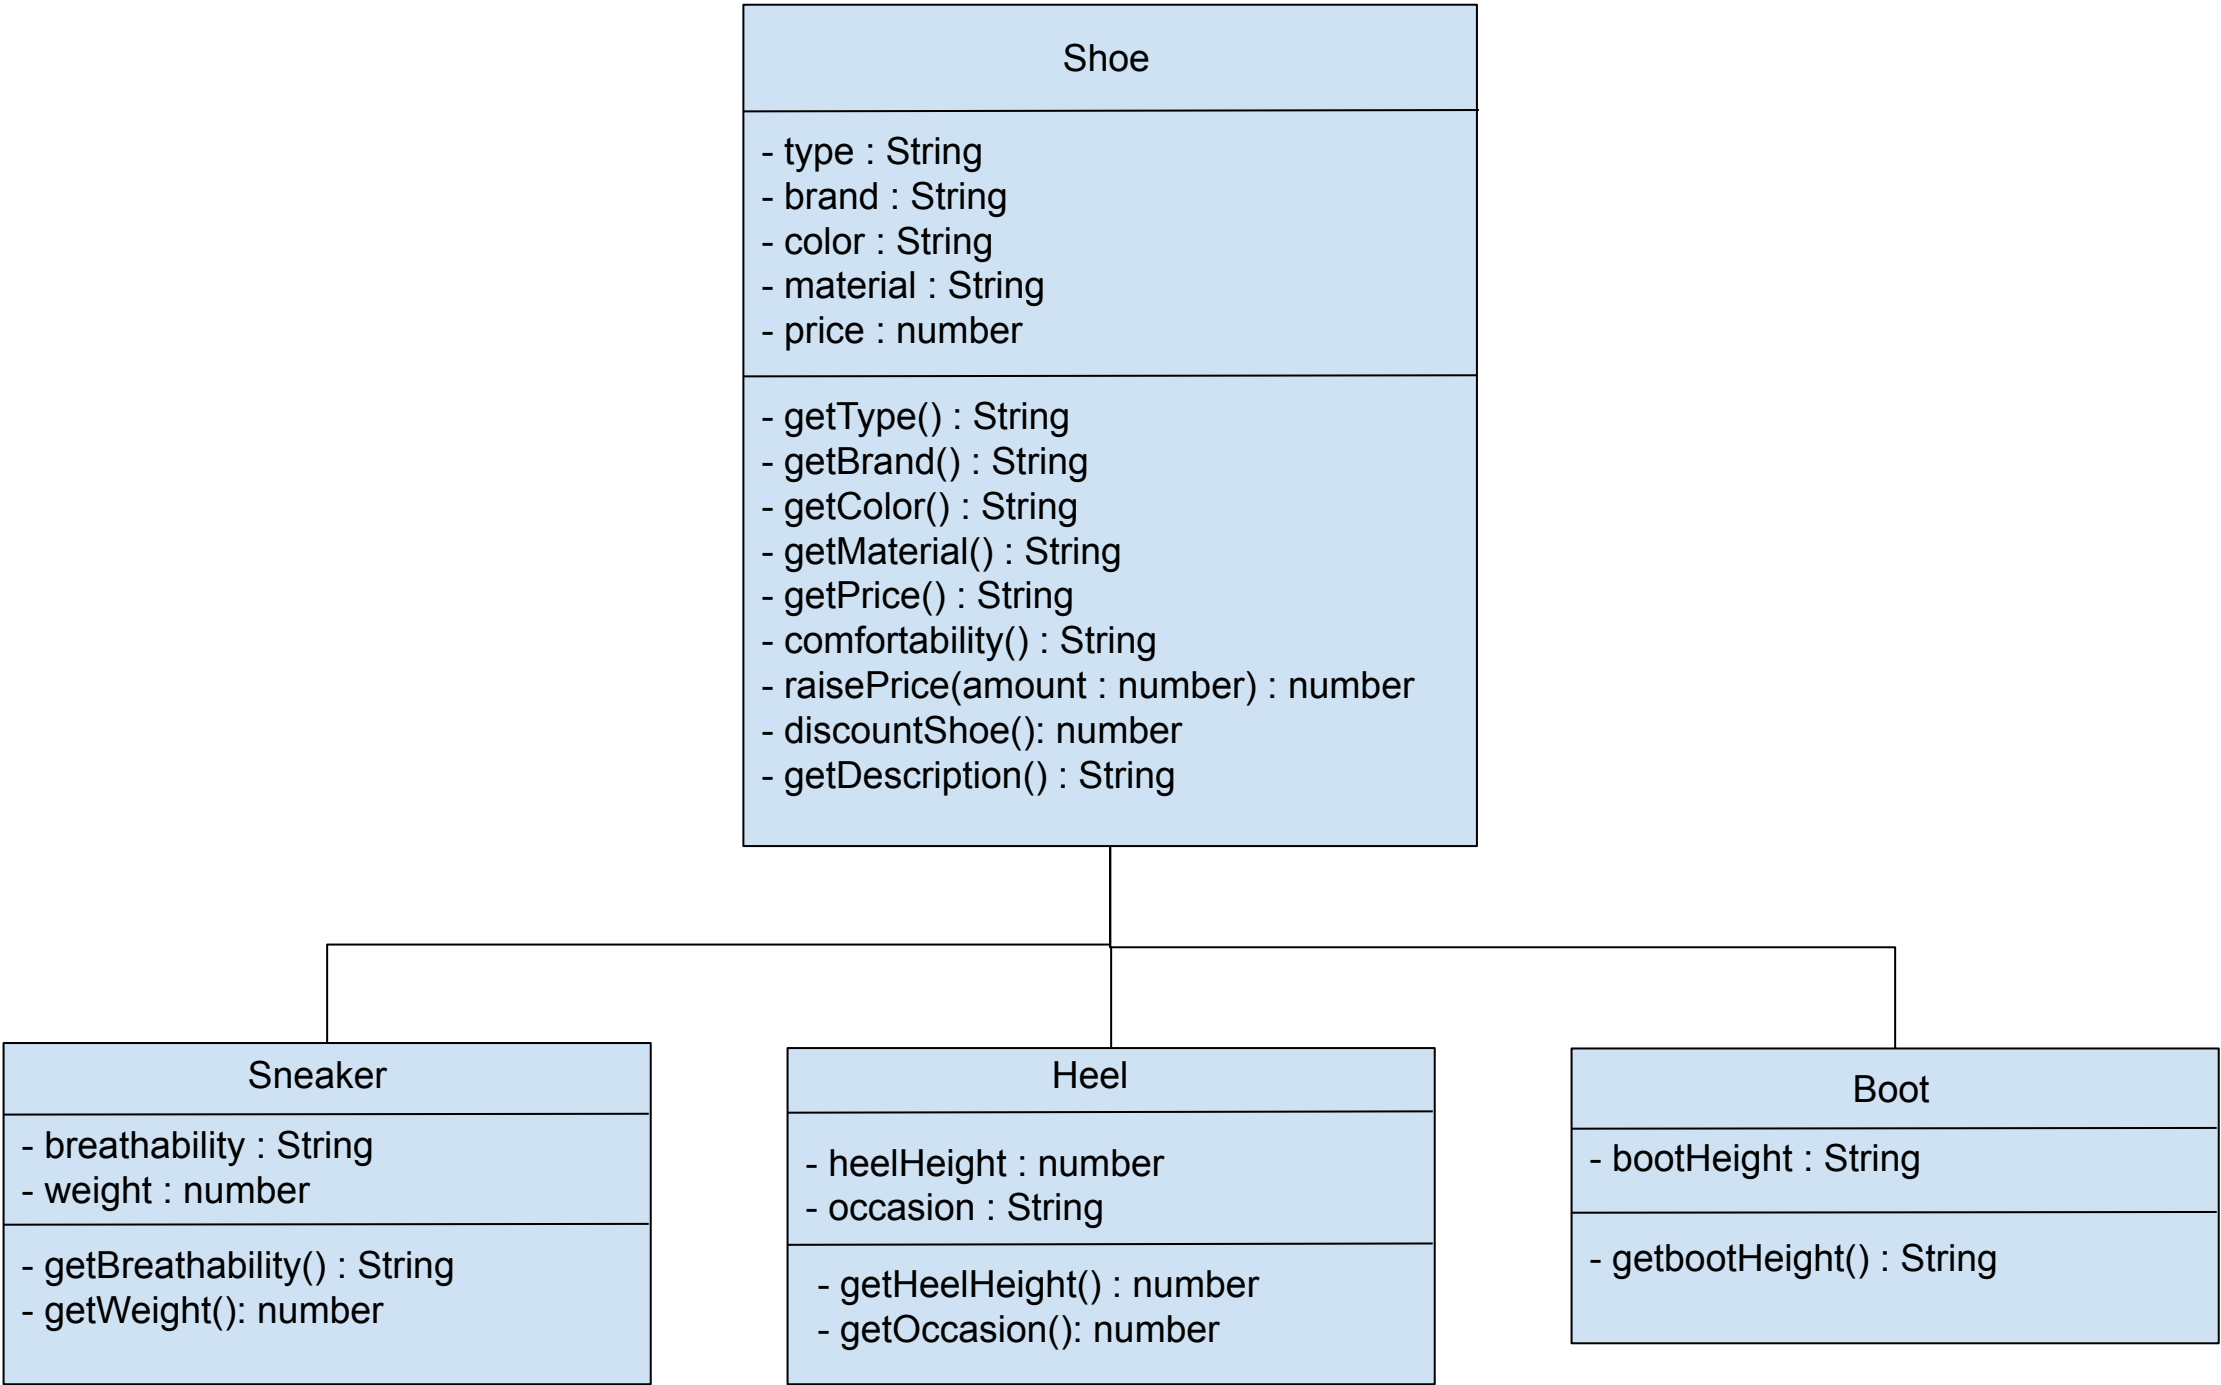 Shoe
- type : String
- brand : String
- color : String
- material : String
- price : number
- getType() : String
- getBrand() : String
- getColor() : String
- getMaterial() : String
- getPrice() : String
- comfortability() : String
- raisePrice(amount : number) : number
- discountShoe(): number
- getDescription() : String
Sneaker
- breathability : String
- weight : number
- getBreathability() : String
- getWeight(): number
Heel
- heelHeight : number
- occasion : String
- getHeelHeight() : number
- getOccasion(): number
Boot
- bootHeight : String
- getbootHeight() : String